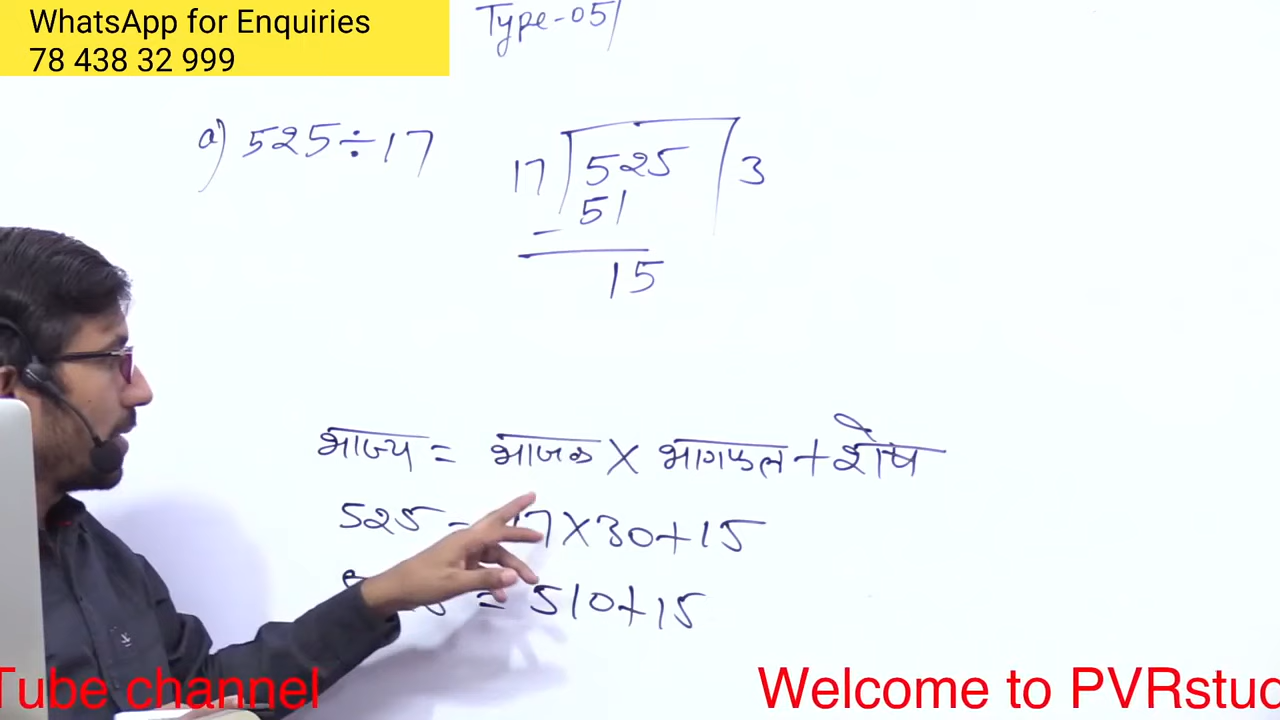 WhatsApp for Enquiries
78 438 32 999
Type-05
a) 525÷17
17 525 3
- 51
15
भाज्य = भाजक X भागफल + शेष
525 = 17X30+15
= 510+15
Tube channel
Welcome to PVRstud